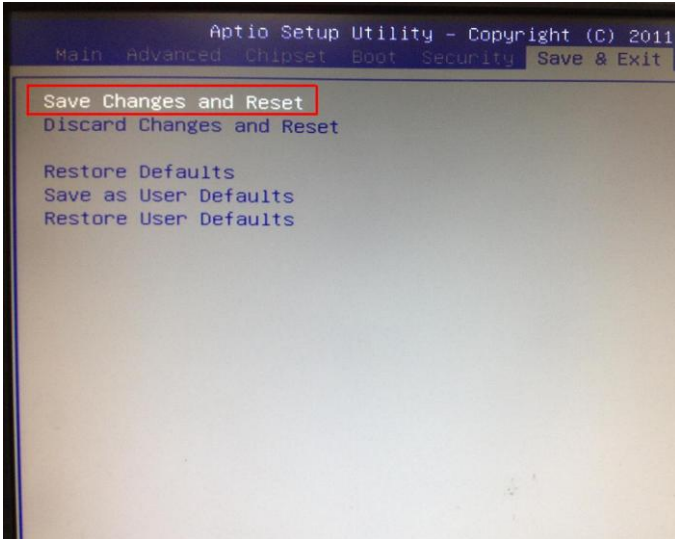 Aptio Setup Utility - Copyright (C) 2011
Main Advanced Chipset Boot Security Save & Exit
Save Changes and Reset
Discard Changes and Reset
Restore Defaults
Save as User Defaults
Restore User Defaults